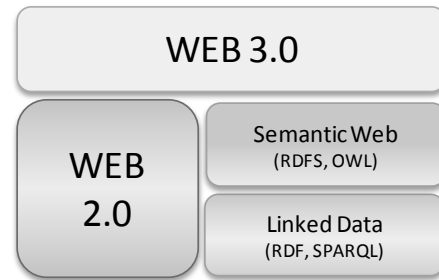 WEB 3.0
WEB
2.0
Semantic Web
(RDFS, OWL)
Linked Data
(RDF, SPARQL)